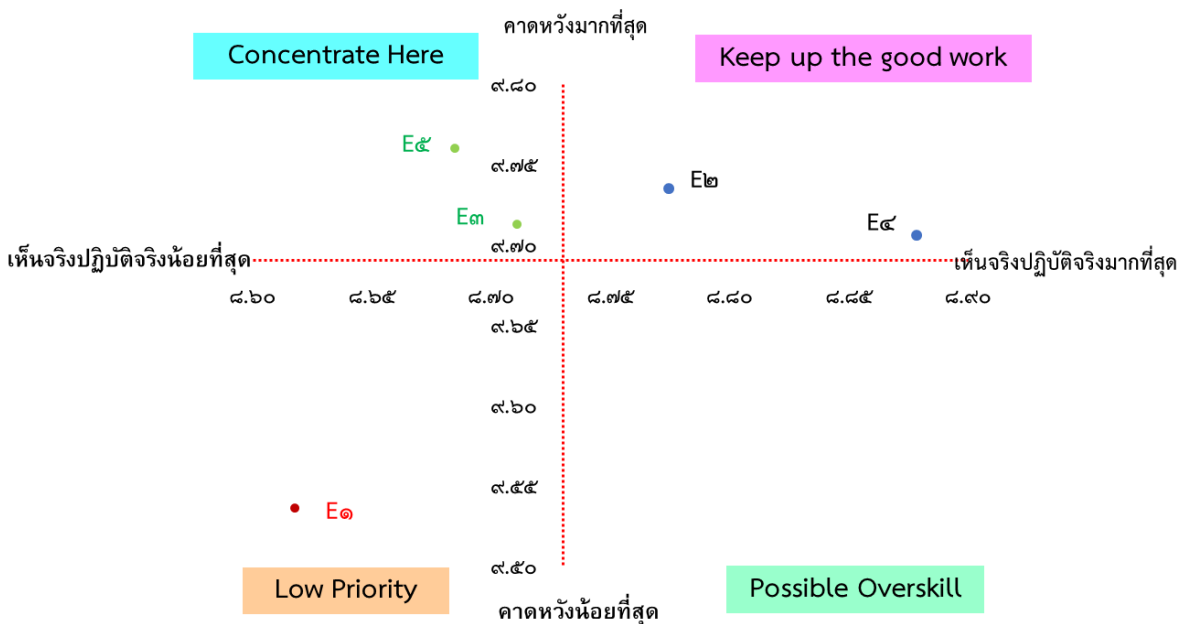 คาดหวังมากที่สุด
Concentrate Here
Keep up the good work
๙.๘๐
E๕
๙.๗๕
E๒
E๓
E๔
๙.๗๐
เห็นจริงปฏิบัติจริงน้อยที่สุด
เห็นจริงปฏิบัติจริงมากที่สุด
๘.๖๐ ๘.๖๕ ๘.๗๐ ๘.๗๕ ๘.๘๐ ๘.๘๕ ๘.๙๐
๙.๖๕
๙.๖๐
๙.๕๕
E๑
๙.๕๐
Low Priority
Possible Overskill
คาดหวังน้อยที่สุด